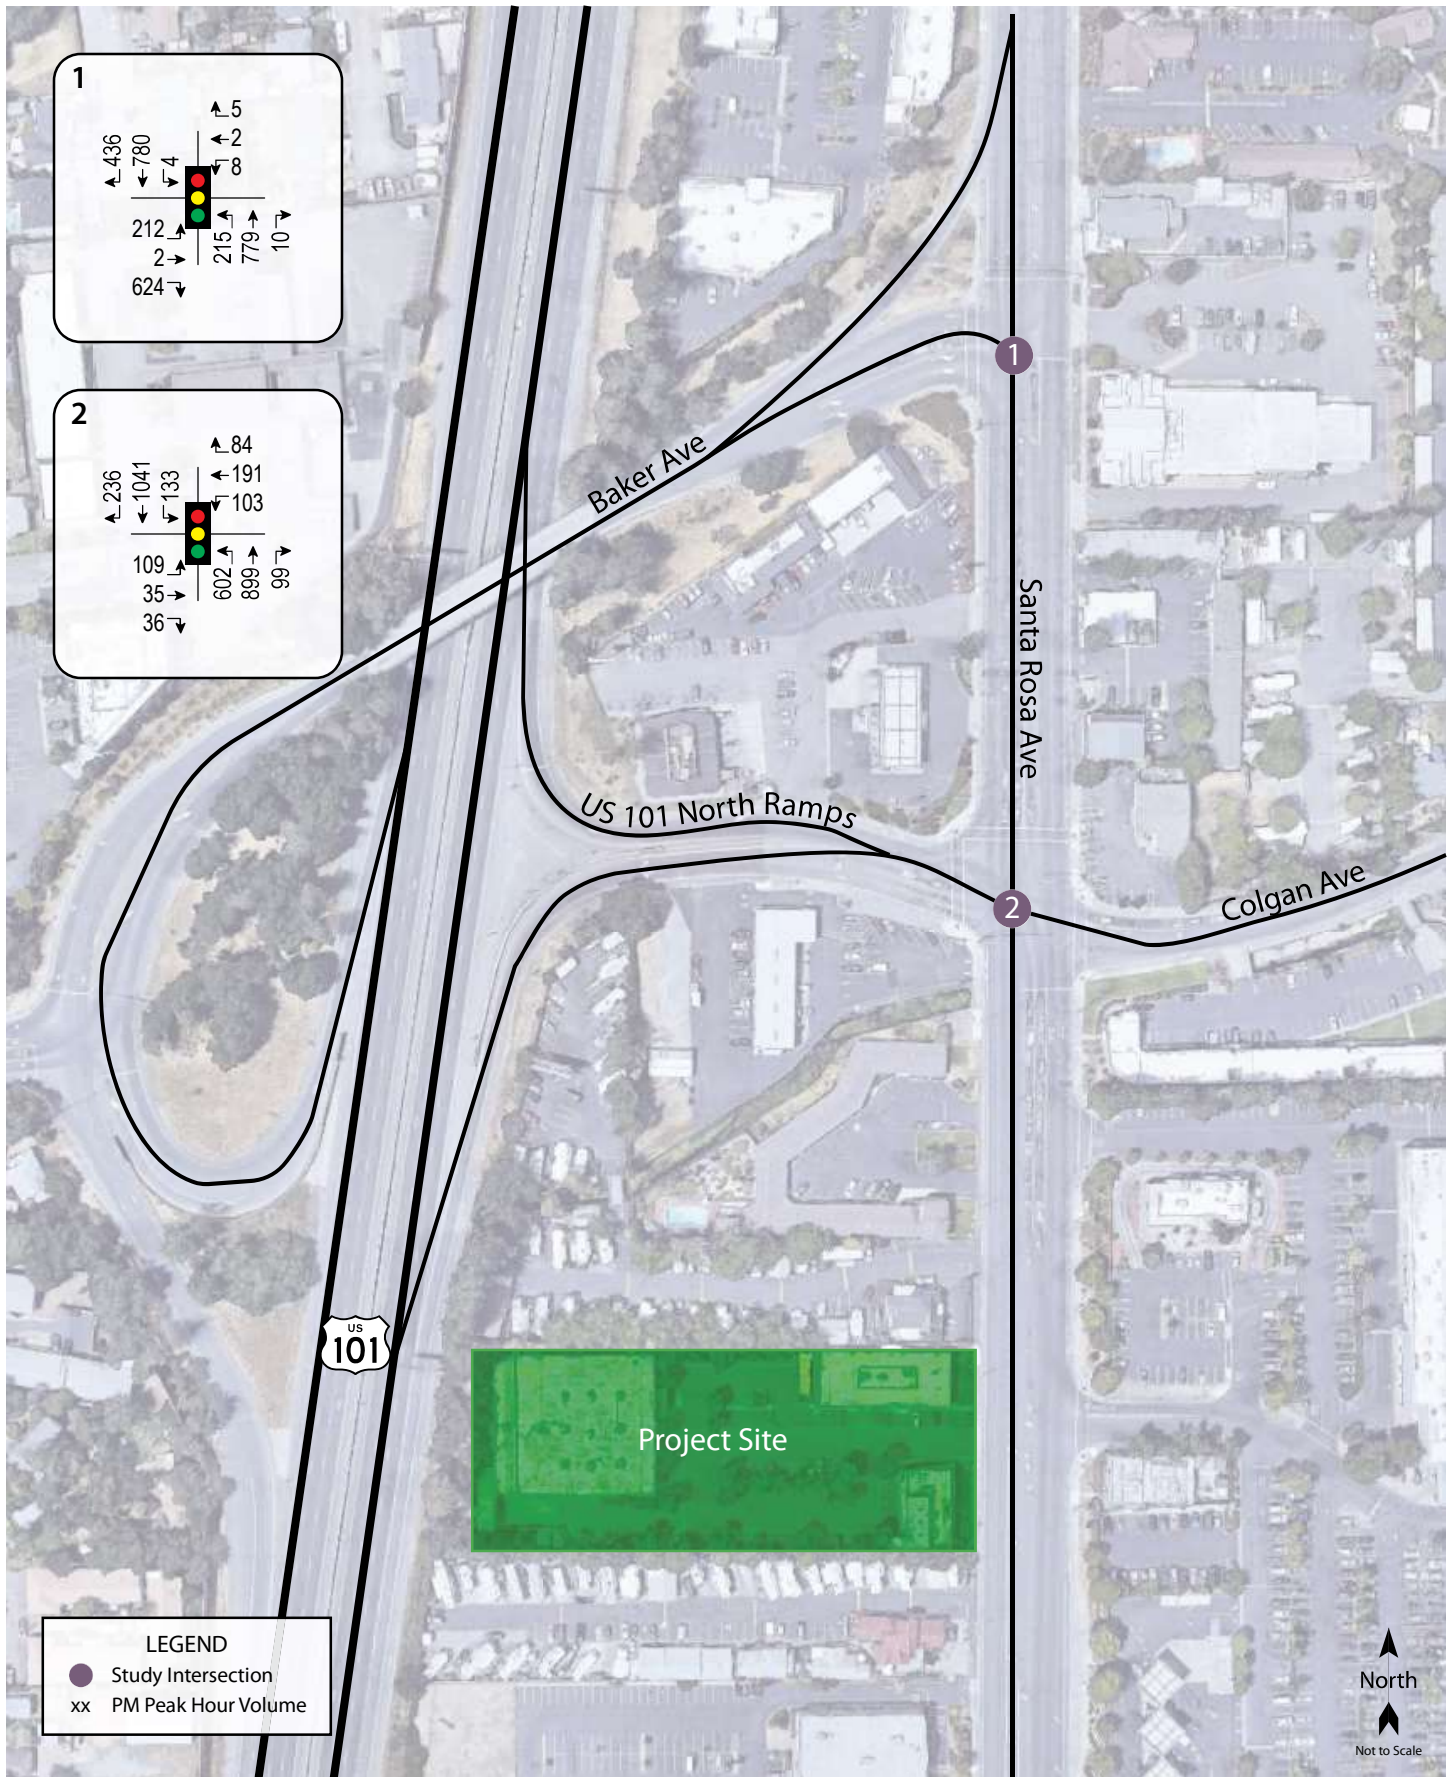 1
5
2
8
436
780
4
212
2
624
215
779
10
2
84
191
103
236
1041
133
109
35
36
602
899
99
1
Baker Ave
Santa Rosa Ave
US 101 North Ramps
2
Colgan Ave
US
101
Project Site
LEGEND
Study Intersection
xx PM Peak Hour Volume
North
Not to Scale